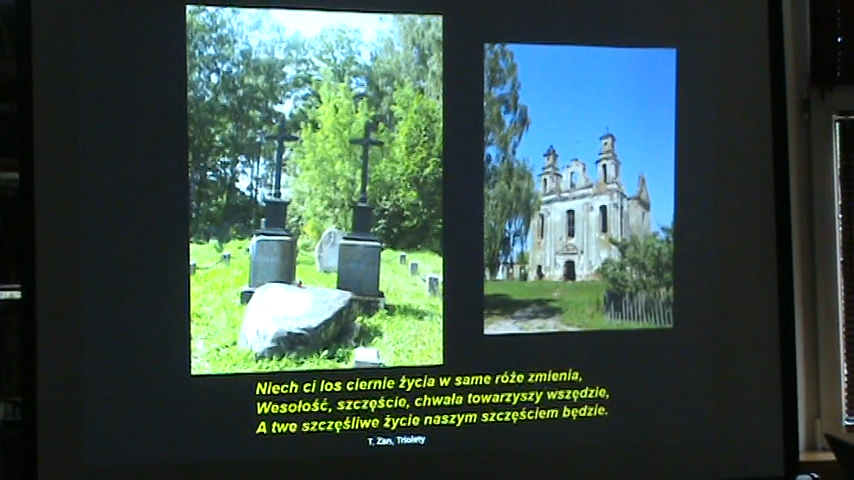 Niech ci los ciernie życia w same róże zmienia,
Wesołość, szczęście, chwała towarzyszy wszędzie,
A twe szczęśliwe życie naszym szczęściem będzie.
T. Zan, Triolety